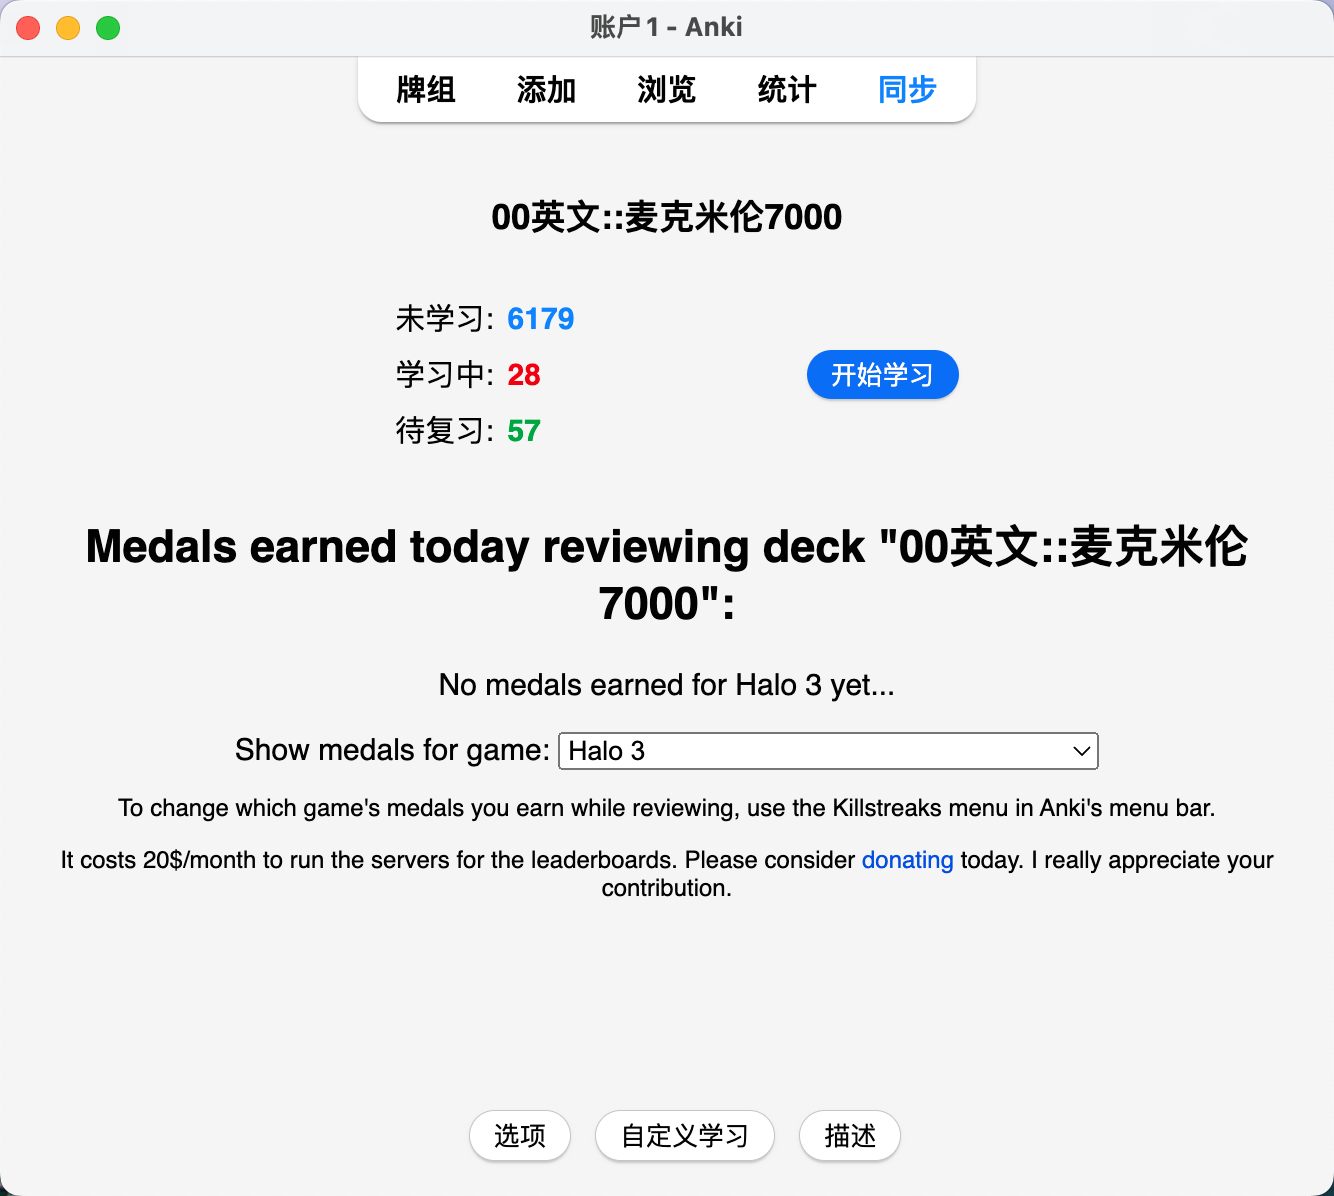 账户 1 - Anki
牌组 添加 浏览 统计 同步
00英文::麦克米伦7000
未学习: 6179
学习中: 28
开始学习
待复习: 57
Medals earned today reviewing deck "00英文::麦克米伦
7000":
No medals earned for Halo 3 yet...
Show medals for game: Halo 3
To change which game's medals you earn while reviewing, use the Killstreaks menu in Anki's menu bar.
It costs 20$/month to run the servers for the leaderboards. Please consider donating today. I really appreciate your
contribution.
选项 自定义学习 描述